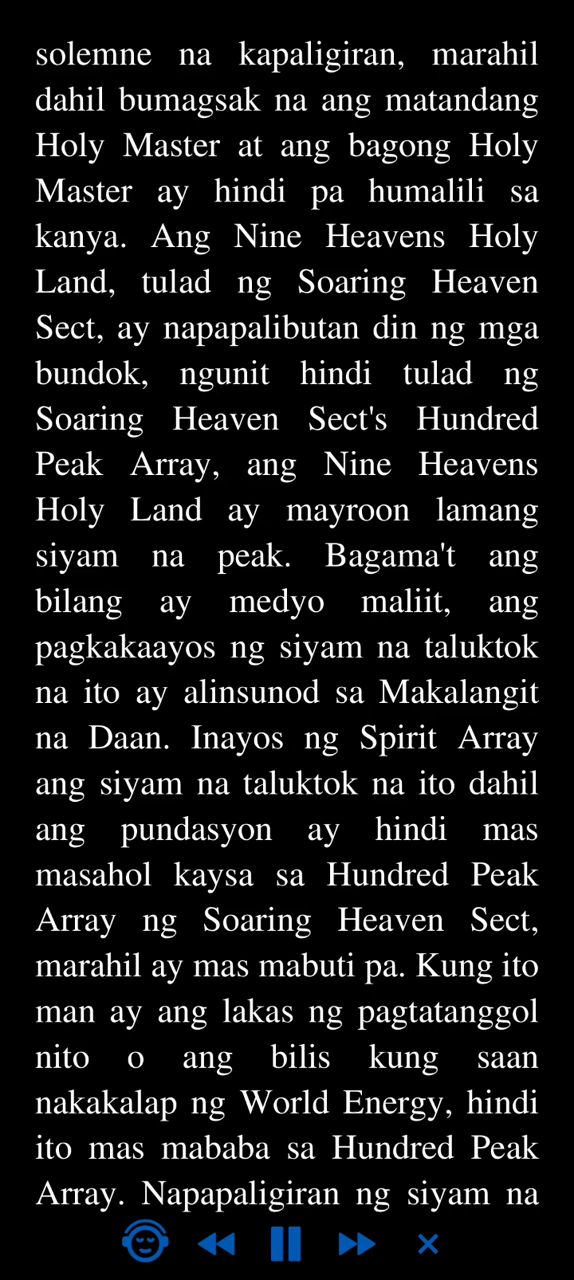 solemne na kapaligiran, marahil
dahil bumagsak na ang matandang
Holy Master at ang bagong Holy
Master ay hindi pa humalili sa
kanya. Ang Nine Heavens Holy
Land, tulad ng Soaring Heaven
Sect, ay napapalibutan din ng mga
bundok, ngunit hindi tulad ng
Soaring Heaven Sect's Hundred
Peak Array, ang Nine Heavens
Holy Land ay mayroon lamang
siyam na peak. Bagama't ang
bilang ay medyo maliit, ang
pagkakaayos ng siyam na taluktok
na ito ay alinsunod sa Makalangit
na Daan. Inayos ng Spirit Array
ang siyam na taluktok na ito dahil
ang pundasyon ay hindi mas
masahol kaysa sa Hundred Peak
Array ng Soaring Heaven Sect,
marahil ay mas mabuti pa. Kung ito
man ay ang lakas ng pagtatanggol
nito o ang bilis kung saan
nakakalap ng World Energy, hindi
ito mas mababa sa Hundred Peak
Array. Napapaligiran ng siyam na